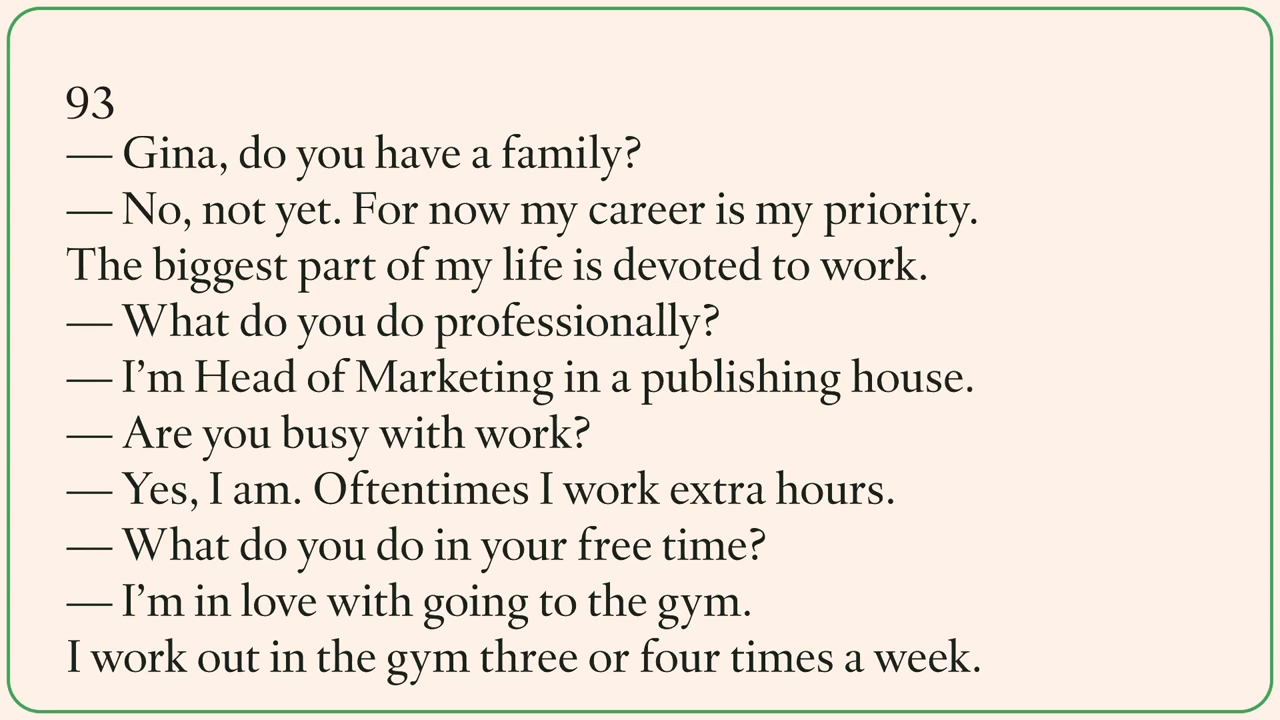 93
— Gina, do you have a family?
— No, not yet. For now my career is my priority.
The biggest part of my life is devoted to work.
— What do you do professionally?
— I’m Head of Marketing in a publishing house.
— Are you busy with work?
— Yes, I am. Oftentimes I work extra hours.
— What do you do in your free time?
— I’m in love with going to the gym.
I work out in the gym three or four times a week.